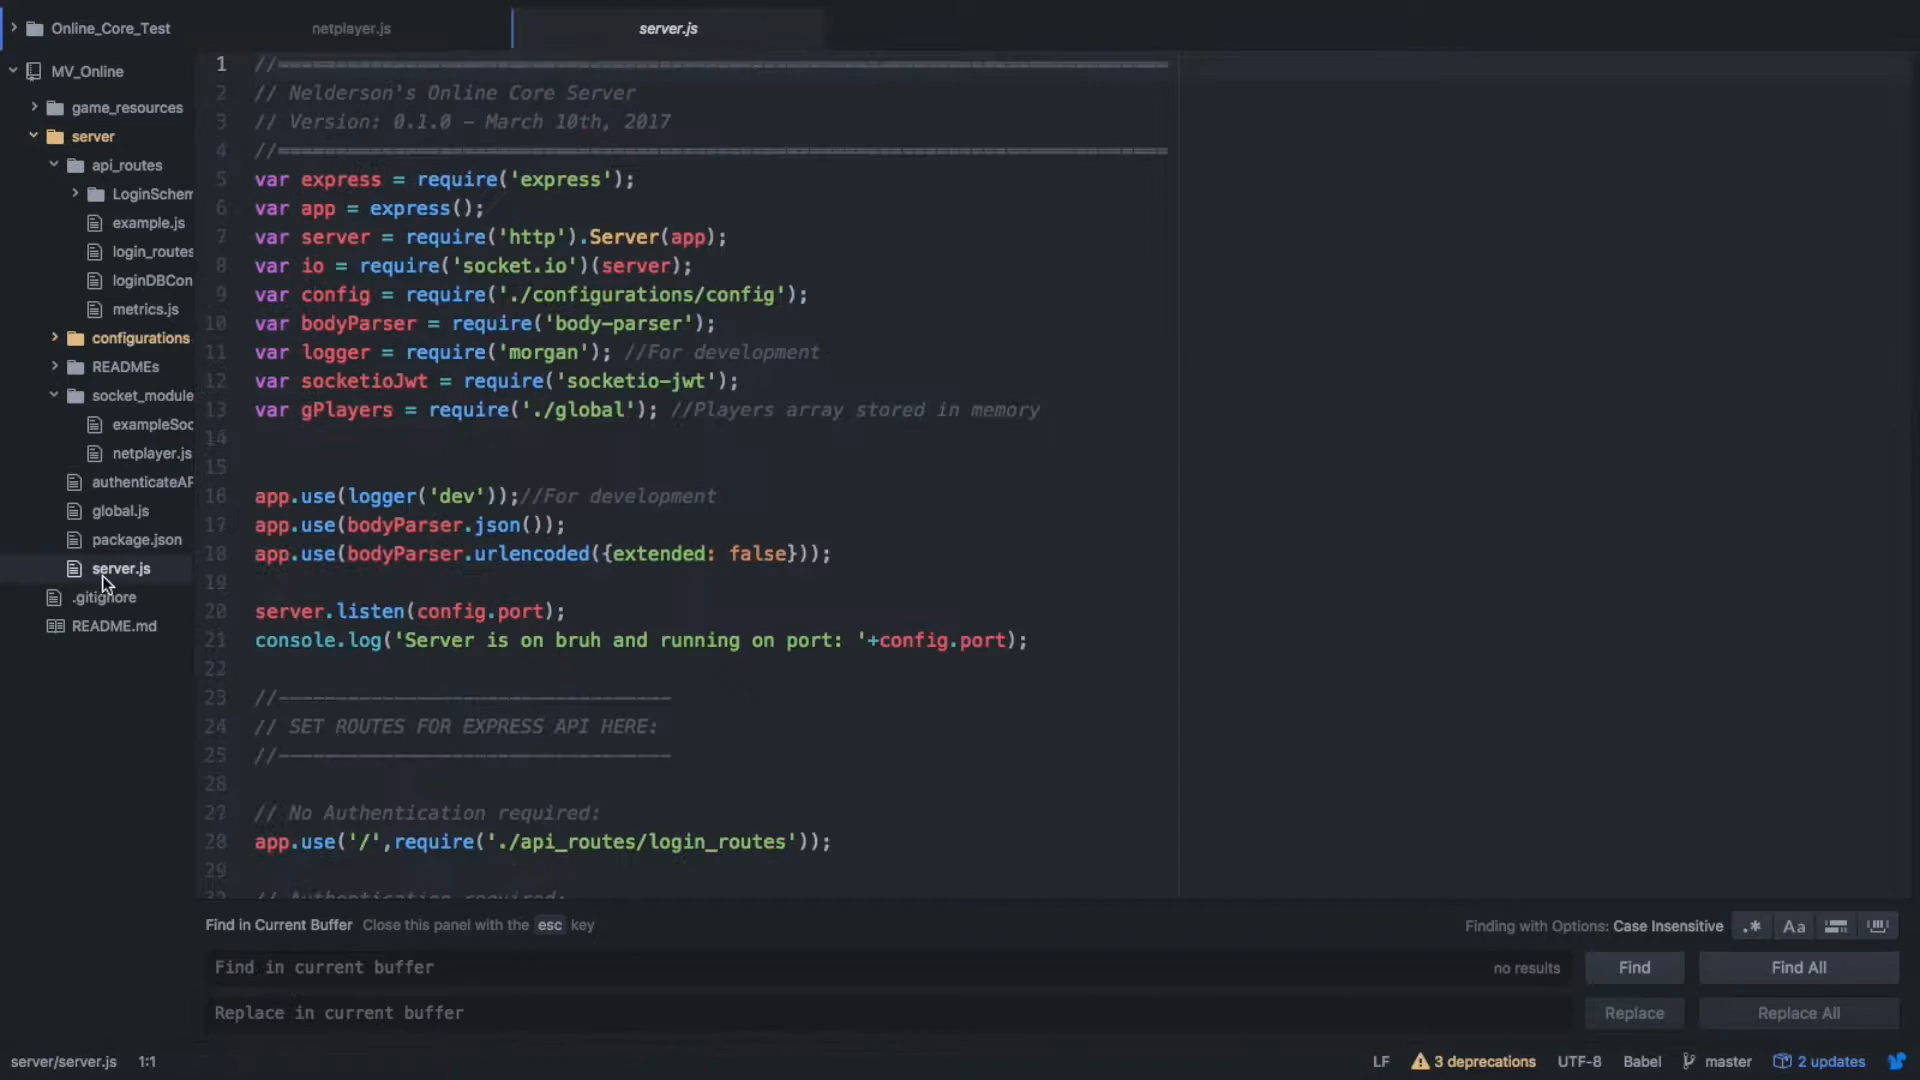 Online_Core_Test
netplayer.js
server.js
MV_Online
game_resources
server
api_routes
LoginSchem
example.js
login_routes
loginDBCon
metrics.js
configurations
READMEs
socket_module
exampleSoc
netplayer.js
authenticateAP
global.js
package.json
server.js
.gitignore
README.md
1 //
2 // Nelderson's Online Core Server
3 // Version: 0.1.0 - March 10th, 2017
4 //
5 var express = require('express');
6 var app = express();
7 var server = require('http').Server(app);
8 var io = require('socket.io')(server);
9 var config = require('./configurations/config');
10 var bodyParser = require('body-parser');
11 var logger = require('morgan'); //For development
12 var socketioJwt = require('socketio-jwt');
13 var gPlayers = require('./global'); //Players array stored in memory
14
15
16 app.use(logger('dev'));//For development
17 app.use(bodyParser.json());
18 app.use(bodyParser.urlencoded({extended: false}));
19
20 server.listen(config.port);
21 console.log('Server is on bruh and running on port: '+config.port);
22
23 //----------------------------------
24 // SET ROUTES FOR EXPRESS API HERE:
25 //----------------------------------
26
27 // No Authentication required:
28 app.use('/',require('./api_routes/login_routes'));
29
// Authentication required:
Find in Current Buffer Close this panel with the esc key
Finding with Options: Case Insensitive .* Aa
Find in current buffer
no results Find Find All
Replace in current buffer
Replace Replace All
server/server.js 1:1
LF 3 deprecations UTF-8 Babel master 2 updates